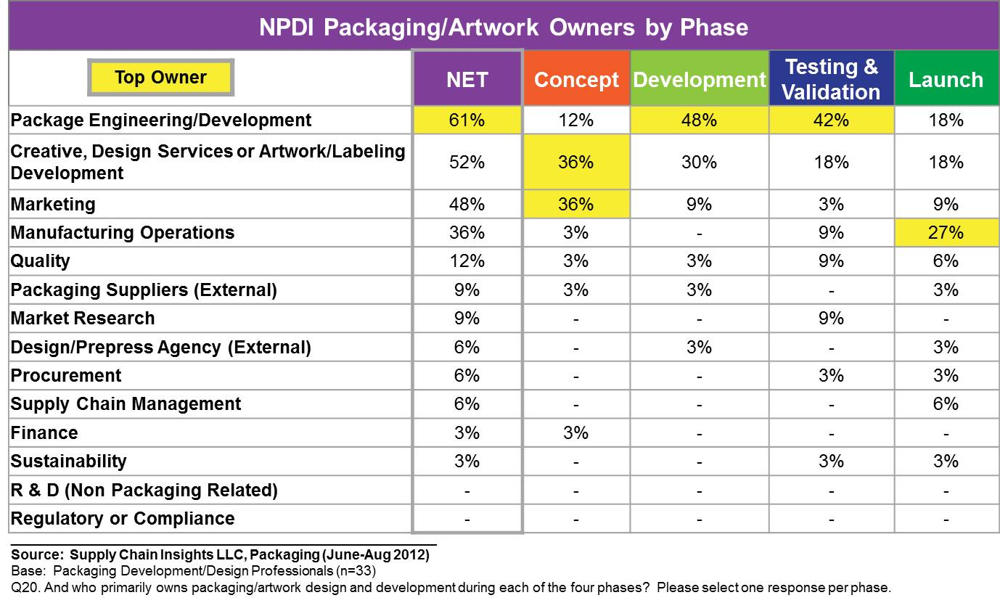 NPDI Packaging/Artwork Owners by Phase
Top Owner NET Concept Development Testing & Validation Launch
Package Engineering/Development 61% 12% 48% 42% 18%
Creative, Design Services or Artwork/Labeling Development 52% 36% 30% 18% 18%
Marketing 48% 36% 9% 3% 9%
Manufacturing Operations 36% 3% - 9% 27%
Quality 12% 3% 3% 9% 6%
Packaging Suppliers (External) 9% 3% 3% - 3%
Market Research 9% - - 9% -
Design/Prepress Agency (External) 6% - 3% - 3%
Procurement 6% - - 3% 3%
Supply Chain Management 6% - - - 6%
Finance 3% 3% - - -
Sustainability 3% - - 3% 3%
R & D (Non Packaging Related) - - - - -
Regulatory or Compliance - - - - -
Source: Supply Chain Insights LLC, Packaging (June-Aug 2012)
Base: Packaging Development/Design Professionals (n=33)
Q20. And who primarily owns packaging/artwork design and development during each of the four phases? Please select one response per phase.